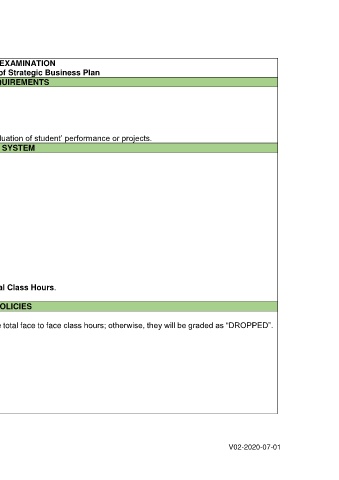 EXAMINATION
of Strategic Business Plan
QUIREMENTS
luation of student' performance or projects.
SYSTEM
al Class Hours.
OLICIES
e total face to face class hours; otherwise, they will be graded as “DROPPED”.
V02-2020-07-01